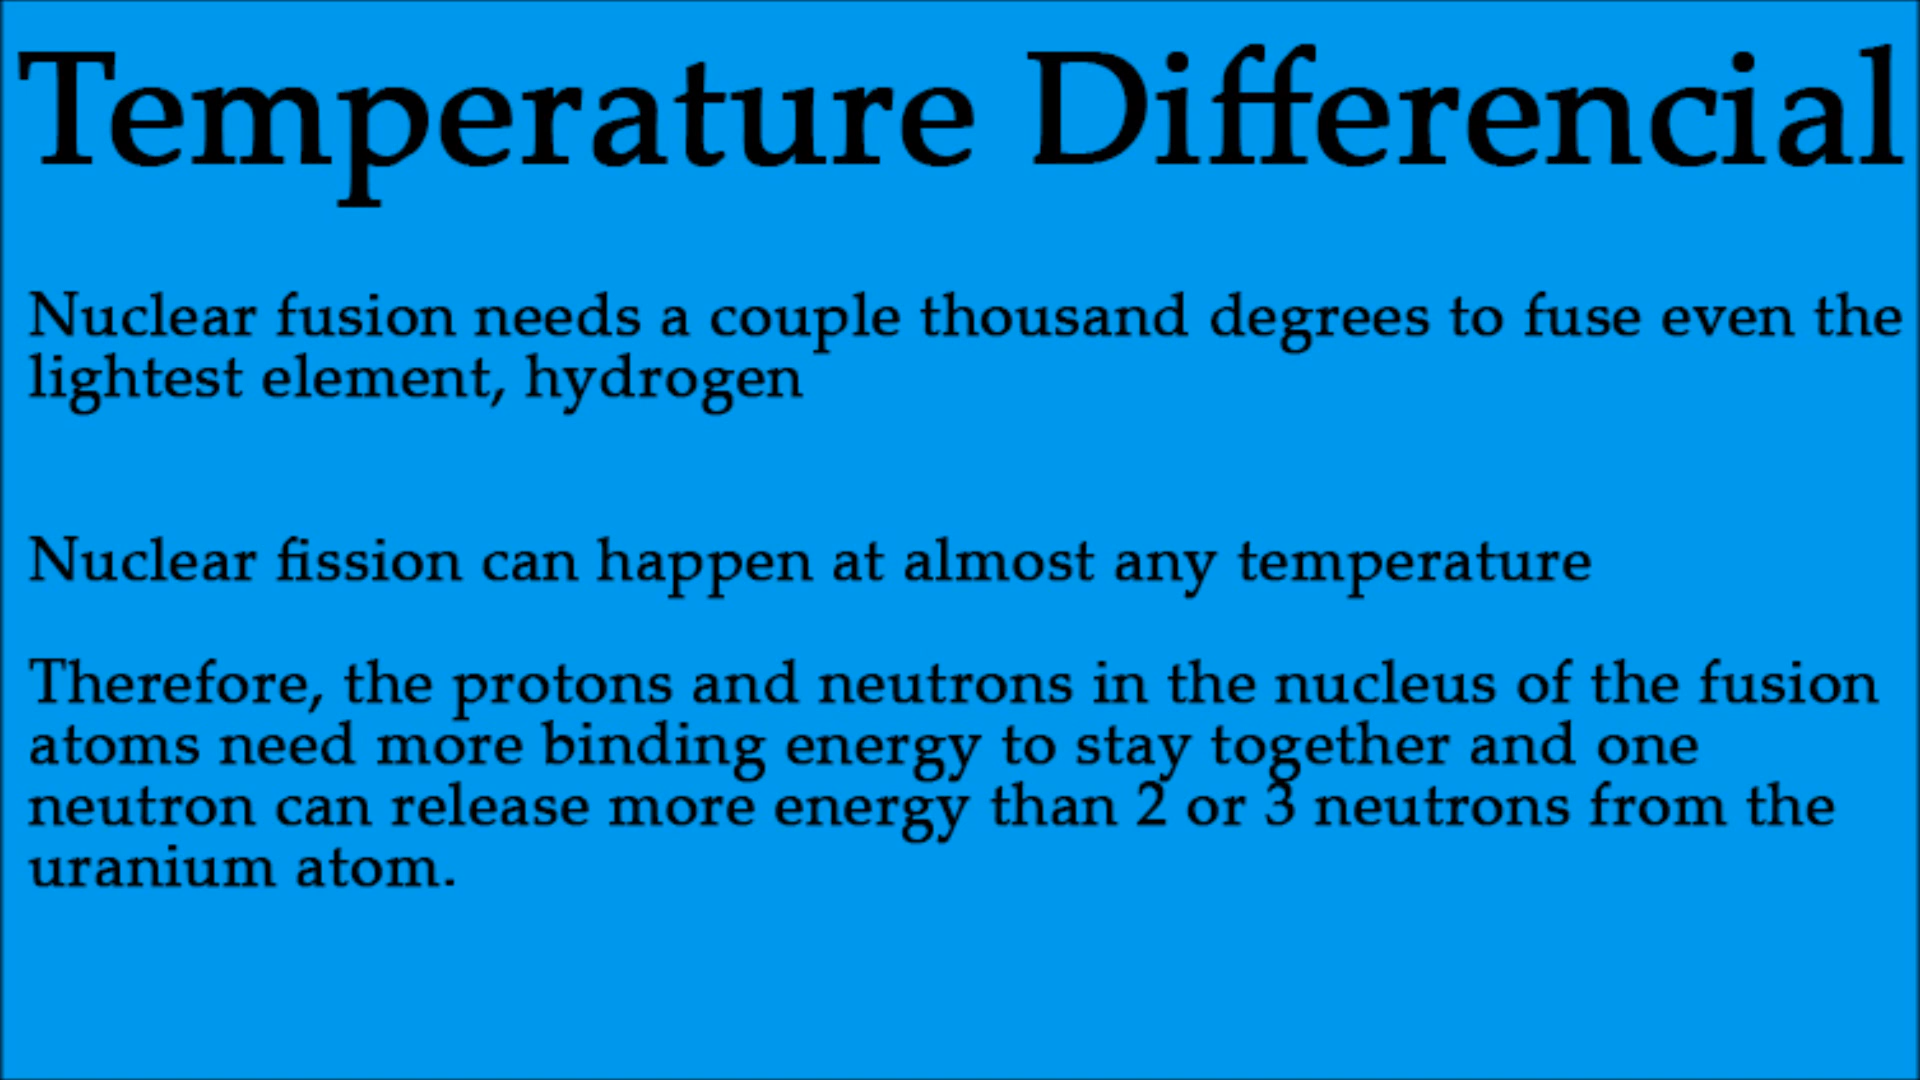 Temperature Differencial
Nuclear fusion needs a couple thousand degrees to fuse even the
lightest element, hydrogen
Nuclear fission can happen at almost any temperature
Therefore, the protons and neutrons in the nucleus of the fusion
atoms need more binding energy to stay together and one
neutron can release more energy than 2 or 3 neutrons from the
uranium atom.